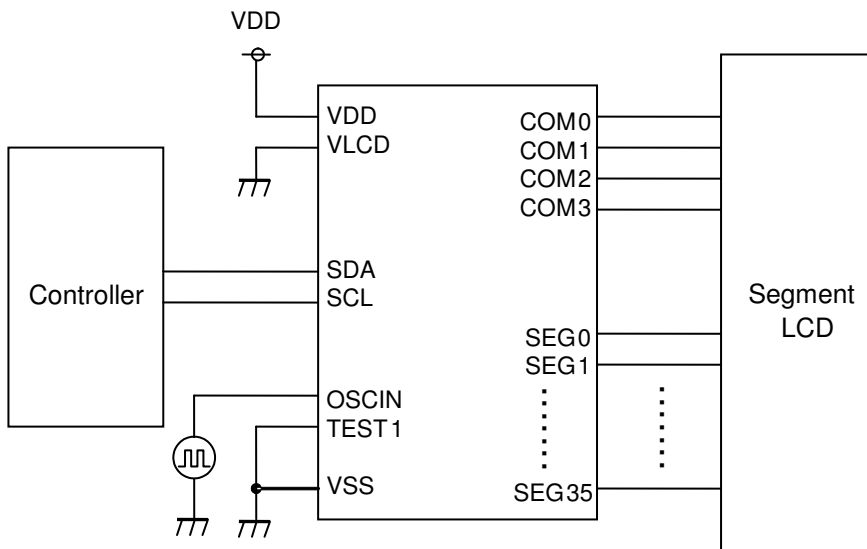 VDD
VDD
VLCD
COM0
COM1
COM2
COM3
Controller
SDA
SCL
Segment
LCD
SEG0
SEG1
OSCIN
TEST1
VSS
SEG35